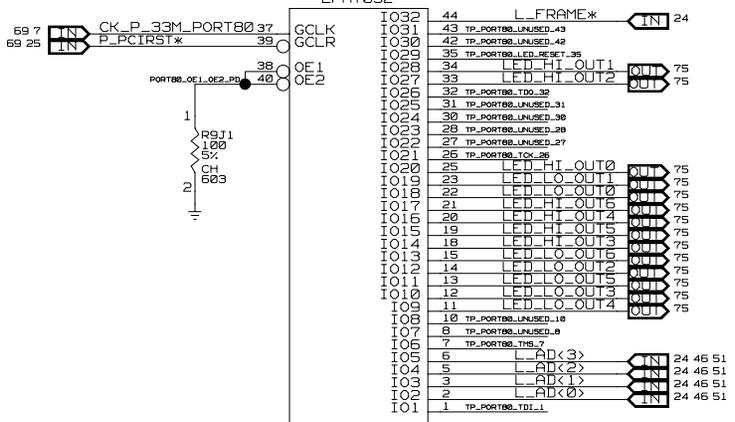 69 7 IN CK_P_33M_PORT80 37 GCLK
69 25 IN P_PCIRST* 39 GCLR
38 OE1
PORT80_OE1_OE2_PD 40 OE2
1
R9J1
100
5%
CH
603
2
IO32 44 L_FRAME* IN 24
IO31 43 TP_PORT80_UNUSED_43
IO30 42 TP_PORT80_UNUSED_42
IO29 35 TP_PORT80_LED_RESET_35
IO28 34 LED_HI_OUT1 OUT 75
IO27 33 LED_HI_OUT2 OUT 75
IO26 32 TP_PORT80_TDO_32
IO25 31 TP_PORT80_UNUSED_31
IO24 30 TP_PORT80_UNUSED_30
IO23 28 TP_PORT80_UNUSED_28
IO22 27 TP_PORT80_UNUSED_27
IO21 26 TP_PORT80_TCK_26
IO20 25 LED_HI_OUT0 OUT 75
IO19 23 LED_LO_OUT1 OUT 75
IO18 22 LED_LO_OUT0 OUT 75
IO17 21 LED_HI_OUT6 OUT 75
IO16 20 LED_HI_OUT4 OUT 75
IO15 19 LED_HI_OUT5 OUT 75
IO14 18 LED_HI_OUT3 OUT 75
IO13 15 LED_LO_OUT6 OUT 75
IO12 14 LED_LO_OUT2 OUT 75
IO11 13 LED_LO_OUT5 OUT 75
IO10 12 LED_LO_OUT3 OUT 75
IO9 11 LED_LO_OUT4 OUT 75
IO8 10 TP_PORT80_UNUSED_10
IO7 8 TP_PORT80_UNUSED_8
IO6 7 TP_PORT80_TMS_7
IO5 6 L_AD<3> IN 24 46 51
IO4 5 L_AD<2> IN 24 46 51
IO3 3 L_AD<1> IN 24 46 51
IO2 2 L_AD<0> IN 24 46 51
IO1 1 TP_PORT80_TDI_1